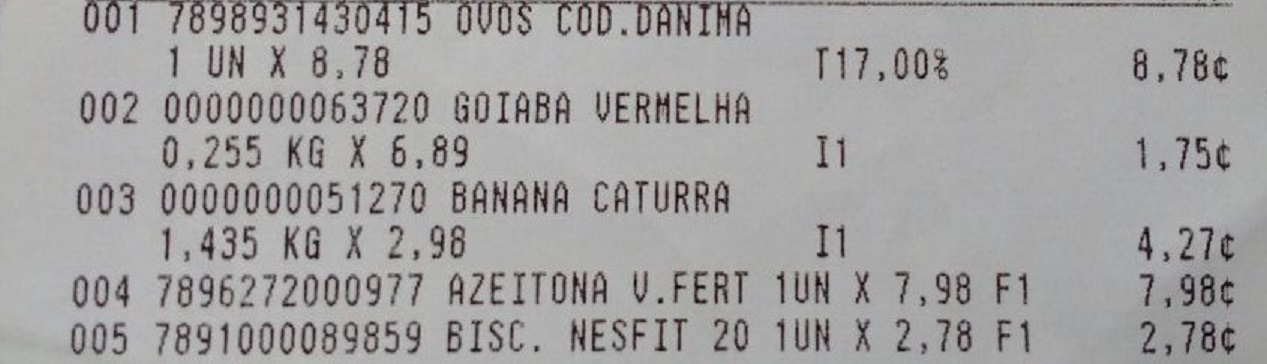 001 7898931430415 OVOS COD.DANIMA
1 UN X 8,78 T17,00% 8,78¢
002 0000000063720 GOIABA VERMELHA
0,255 KG X 6,89 I1 1,75¢
003 0000000051270 BANANA CATURRA
1,435 KG X 2,98 I1 4,27¢
004 7896272000977 AZEITONA V.FERT 1UN X 7,98 F1 7,98¢
005 7891000089859 BISC. NESFIT 20 1UN X 2,78 F1 2,78¢